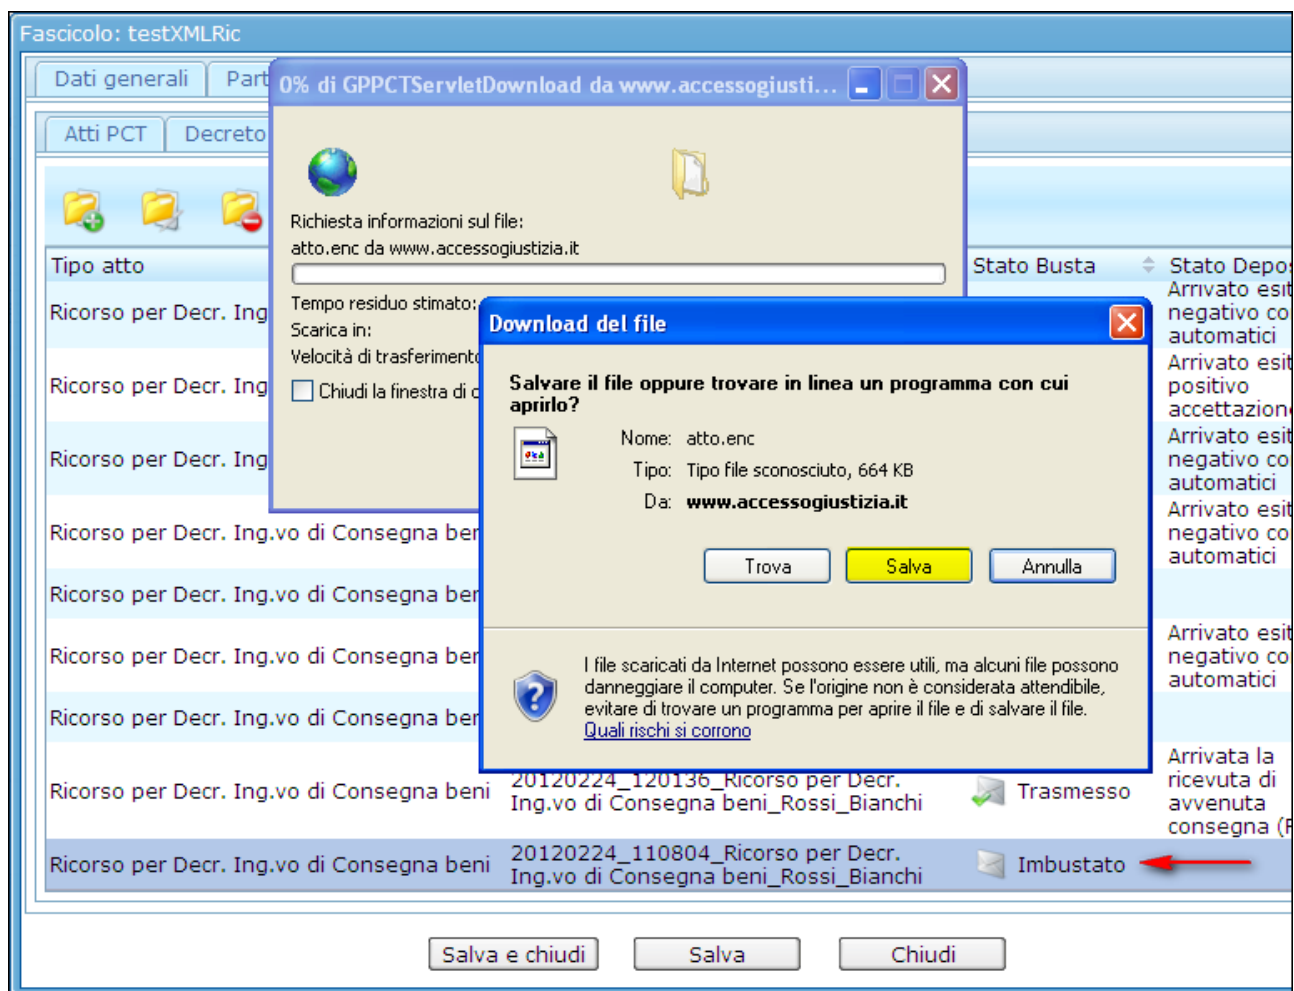 Fascicolo: testXMLRic
Dati generali
Part
0% di GPPCTServletDownload da www.accessogiusti...
Atti PCT
Decreto
Richiesta informazioni sul file:
atto.enc da www.accessogiustizia.it
Tempo residuo stimato:
Scarica in:
Velocità di trasferimento
Chiudi la finestra di
Download del file
Salvare il file oppure trovare in linea un programma con cui
aprirlo?
Nome: atto.enc
Tipo: Tipo file sconosciuto, 664 KB
Da: www.accessogiustizia.it
Trova
Salva
Annulla
I file scaricati da Internet possono essere utili, ma alcuni file possono
danneggiare il computer. Se l'origine non è considerata attendibile,
evitare di trovare un programma per aprire il file e di salvare il file.
Quali rischi si corrono
Tipo atto
Stato Busta
Stato Depos
Ricorso per Decr. Ing
Arrivato esit
negativo co
automatici
Ricorso per Decr. Ing
Arrivato esit
positivo
accettazione
Ricorso per Decr. Ing
Arrivato esit
negativo co
automatici
Ricorso per Decr. Ing.vo di Consegna ber
Arrivato esit
negativo co
automatici
Ricorso per Decr. Ing.vo di Consegna ber
Ricorso per Decr. Ing.vo di Consegna ber
Arrivato esit
negativo co
automatici
Ricorso per Decr. Ing.vo di Consegna ber
Ricorso per Decr. Ing.vo di Consegna beni
20120224_120136_Ricorso per Decr.
Ing.vo di Consegna beni_Rossi_Bianchi
Trasmesso
Arrivata la
ricevuta di
avvenuta
consegna (F
Ricorso per Decr. Ing.vo di Consegna beni
20120224_110804_Ricorso per Decr.
Ing.vo di Consegna beni_Rossi_Bianchi
Imbustato
Salva e chiudi
Salva
Chiudi